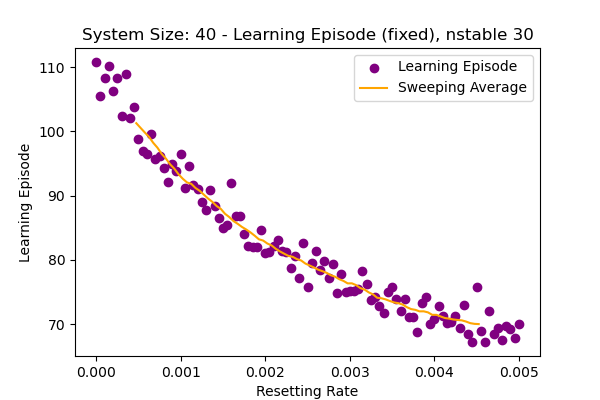 System Size: 40 - Learning Episode (fixed), nstable 30
Learning Episode
Sweeping Average
Learning Episode
110
100
90
80
70
0.000 0.001 0.002 0.003 0.004 0.005
Resetting Rate